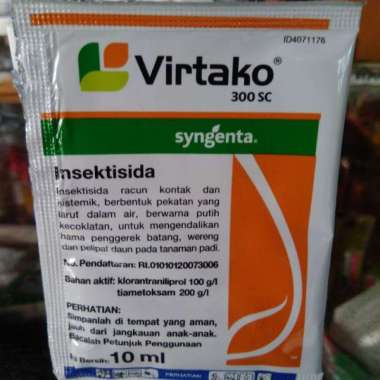 ID4071176
Virtako®
300 SC
syngenta®
Insektisida
Insektisida racun kontak dan
sistemik, berbentuk pekatan yang
larut dalam air, berwarna putih
kecoklatan, untuk mengendalikan
hama penggerek batang, wereng
dan pelipat daun pada tanaman padi.
No. Pendaftaran: RI.01010120073006
Bahan aktif: klorantraniliprol 100 g/l
tiametoksam 200 g/l
PERHATIAN:
Simpanlah di tempat yang aman,
jauh dari jangkauan anak-anak.
Bacalah Petunjuk Penggunaan
Isi Bersih: 10 ml
PERHATIAN